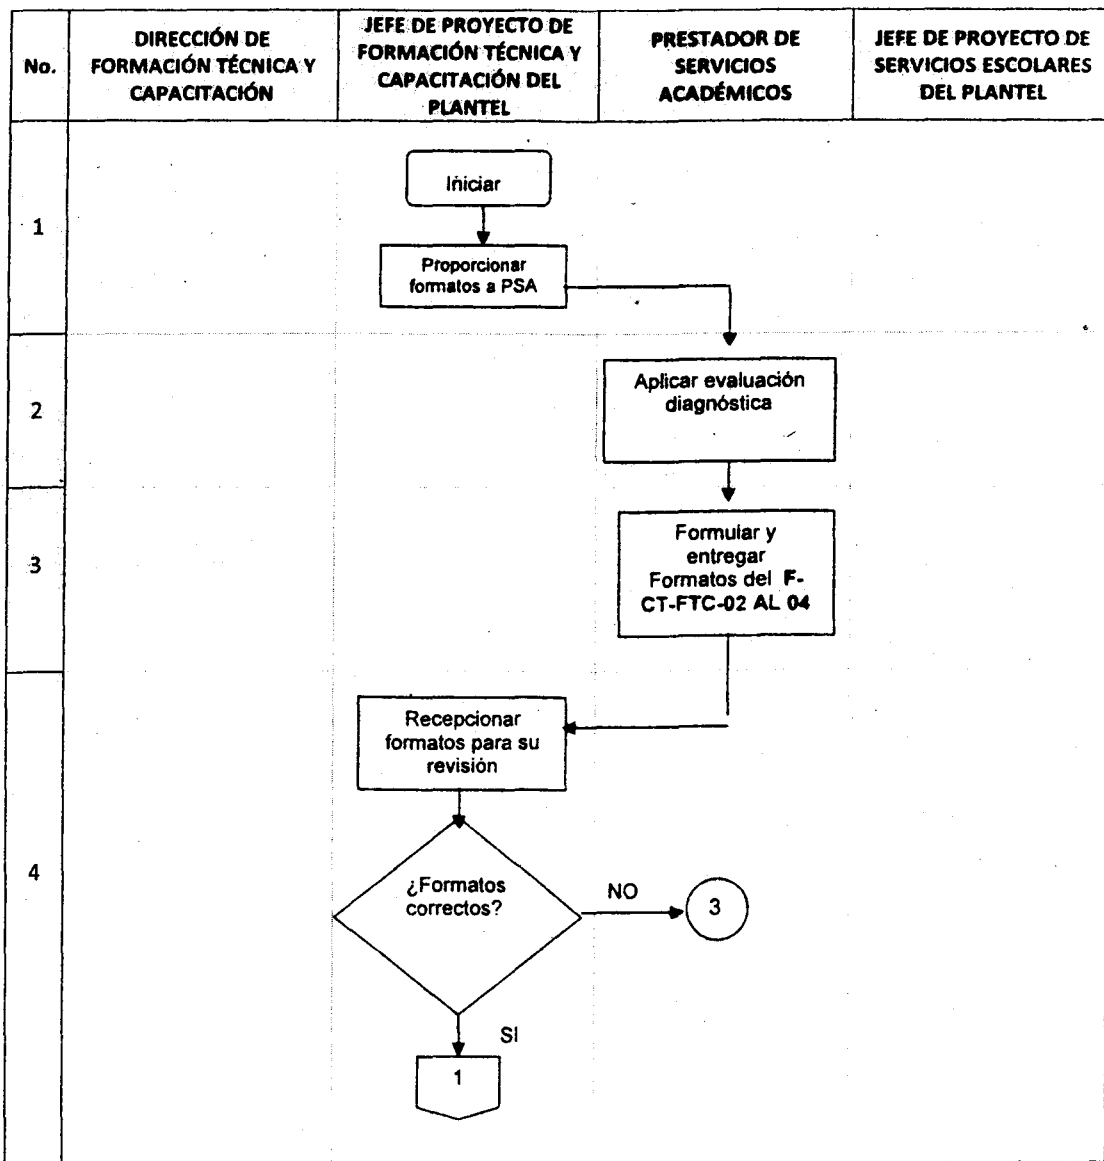 No.
DIRECCIÓN DE
FORMACIÓN TÉCNICA Y
CAPACITACIÓN
JEFE DE PROYECTO DE
FORMACIÓN TÉCNICA Y
CAPACITACIÓN DEL
PLANTEL
PRESTADOR DE
SERVICIOS
ACADÉMICOS
JEFE DE PROYECTO DE
SERVICIOS ESCOLARES
DEL PLANTEL
1
Iniciar
Proporcionar
formatos a PSA
2
Aplicar evaluación
diagnóstica
3
Formular y
entregar
Formatos del F-
CT-FTC-02 AL 04
4
Recepcionar
formatos para su
revisión
¿Formatos
correctos?
NO
3
SI
1